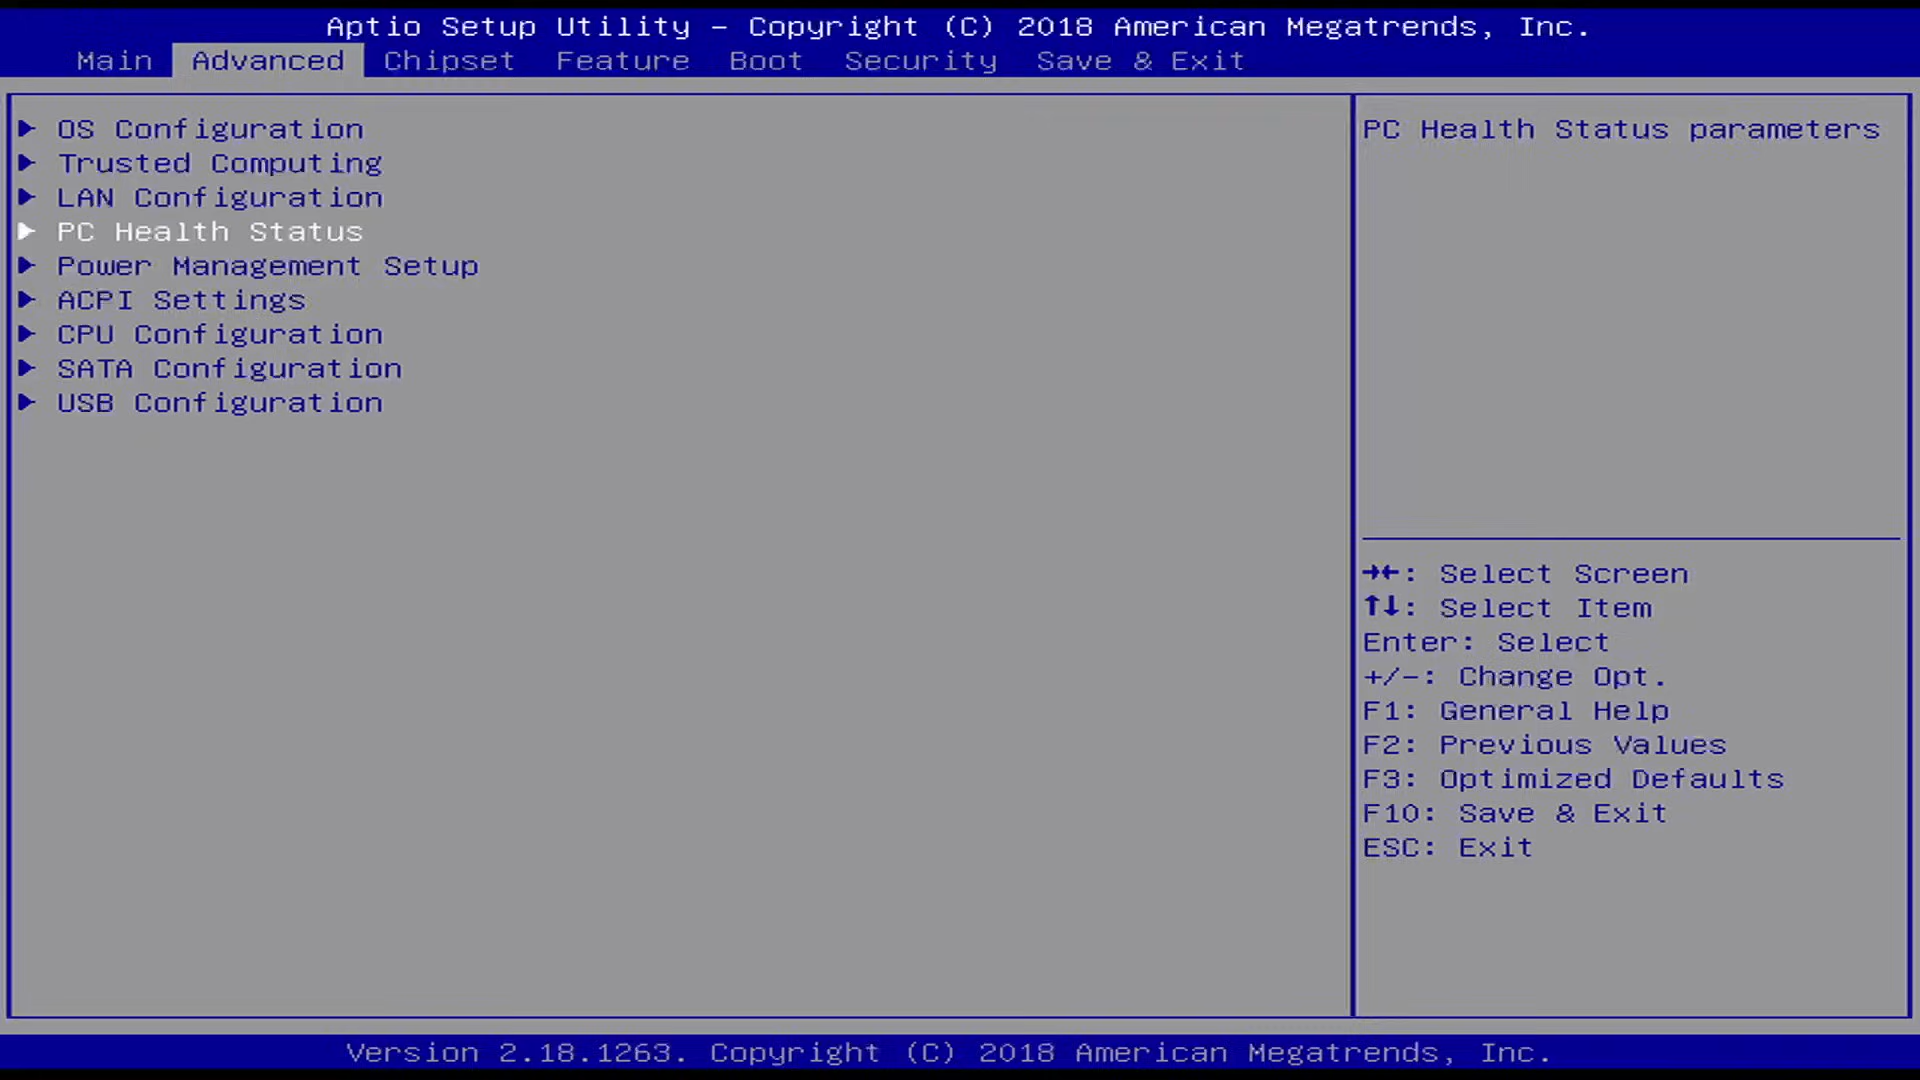 Aptio Setup Utility – Copyright (C) 2018 American Megatrends, Inc.
Main Advanced Chipset Feature Boot Security Save & Exit
► OS Configuration
► Trusted Computing
► LAN Configuration
► PC Health Status
► Power Management Setup
► ACPI Settings
► CPU Configuration
► SATA Configuration
► USB Configuration
PC Health Status parameters
→←: Select Screen
↑↓: Select Item
Enter: Select
+/-: Change Opt.
F1: General Help
F2: Previous Values
F3: Optimized Defaults
F10: Save & Exit
ESC: Exit
Version 2.18.1263. Copyright (C) 2018 American Megatrends, Inc.